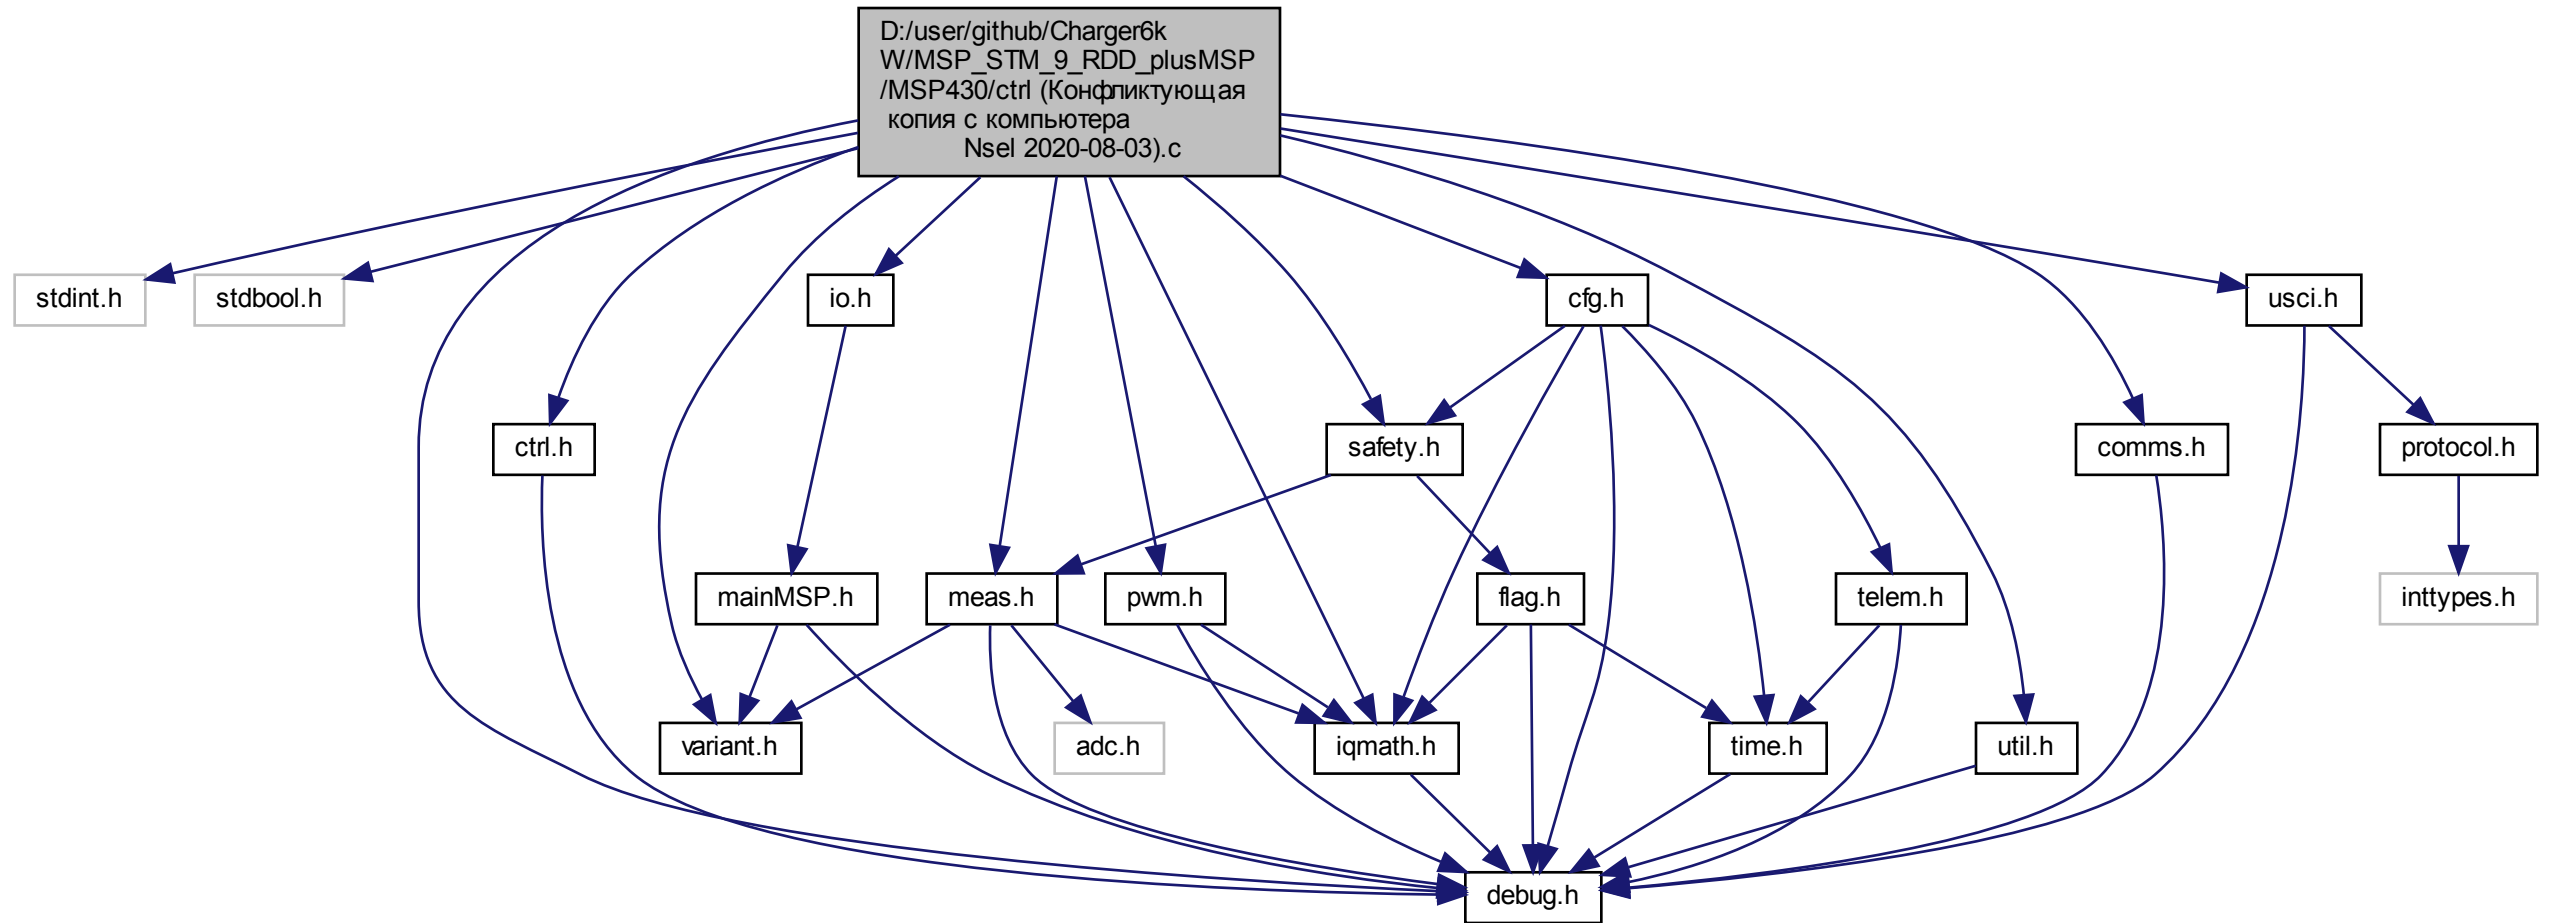 D:/user/github/Charger6k
W/MSP_STM_9_RDD_plusMSP
/MSP430/ctrl (Конфликтующая
копия с компьютера
Nsel 2020-08-03).c
stdint.h
stdbool.h
io.h
cfg.h
usci.h
ctrl.h
safety.h
comms.h
protocol.h
mainMSP.h
meas.h
pwm.h
flag.h
telem.h
inttypes.h
variant.h
adc.h
iqmath.h
time.h
util.h
debug.h